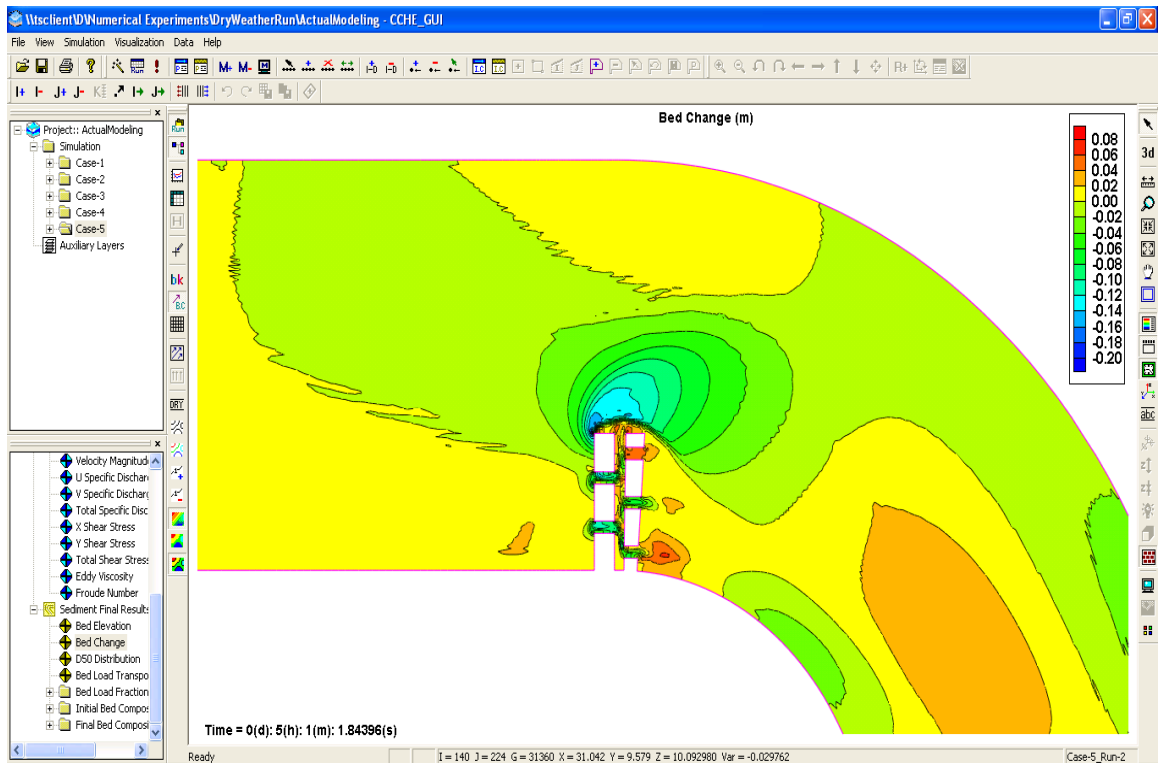 \\tsclient\D\Numerical Experiments\DryWeatherRun\ActualModeling - CCHE_GUI
File View Simulation Visualization Data Help
Project:: ActualModeling
Simulation
Case-1
Case-2
Case-3
Case-4
Case-5
Auxiliary Layers
Velocity Magnitud
U Specific Dischar
V Specific Discharg
Total Specific Disc
X Shear Stress
Y Shear Stress
Total Shear Stress
Eddy Viscosity
Froude Number
Sediment Final Results
Bed Elevation
Bed Change
D50 Distribution
Bed Load Transpo
Bed Load Fraction
Initial Bed Compos
Final Bed Composi
Run
bk
B.C
DRY
Bed Change (m)
0.08
0.06
0.04
0.02
0.00
-0.02
-0.04
-0.06
-0.08
-0.10
-0.12
-0.14
-0.16
-0.18
-0.20
Time = 0(d): 5(h): 1(m): 1.84396(s)
3d
abc
Ready
I = 140 J = 224 G = 31360 X = 31.042 Y = 9.579 Z = 10.092980 Var = -0.029762
Case-5_Run-2